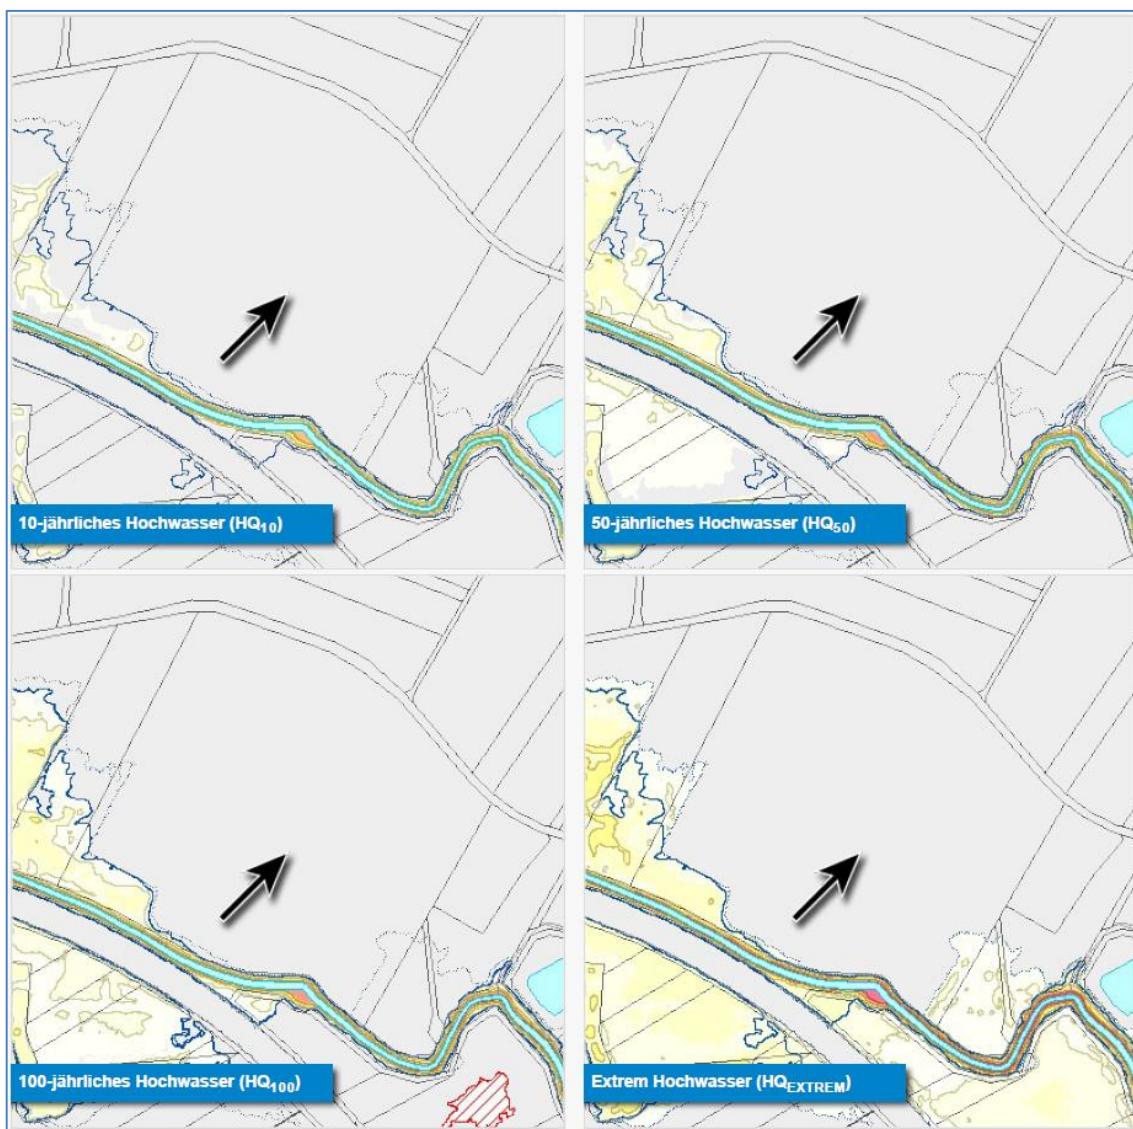 10-jährliches Hochwasser (HQ10)
50-jährliches Hochwasser (HQ50)
100-jährliches Hochwasser (HQ100)
Extrem Hochwasser (HQEXTREM)